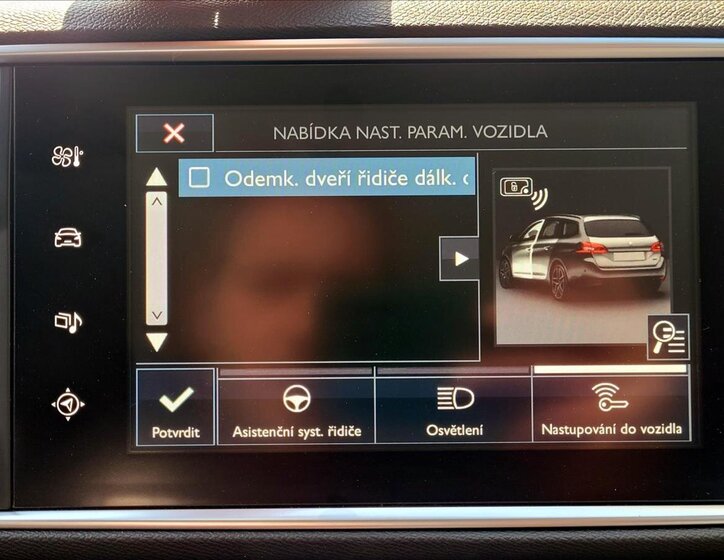 NABÍDKA NAST. PARAM. VOZIDLA
Odemk. dveří řidiče dálk.
Potvrdit
Asistenční syst. řidiče
Osvětlení
Nastupování do vozidla